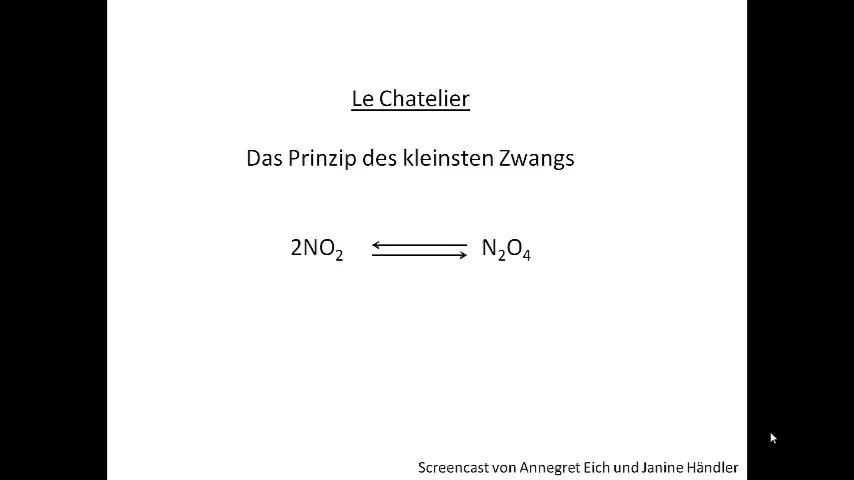 Le Chatelier
Das Prinzip des kleinsten Zwangs
2NO₂ ⇄ N₂O₄
Screencast von Annegret Eich und Janine Händler